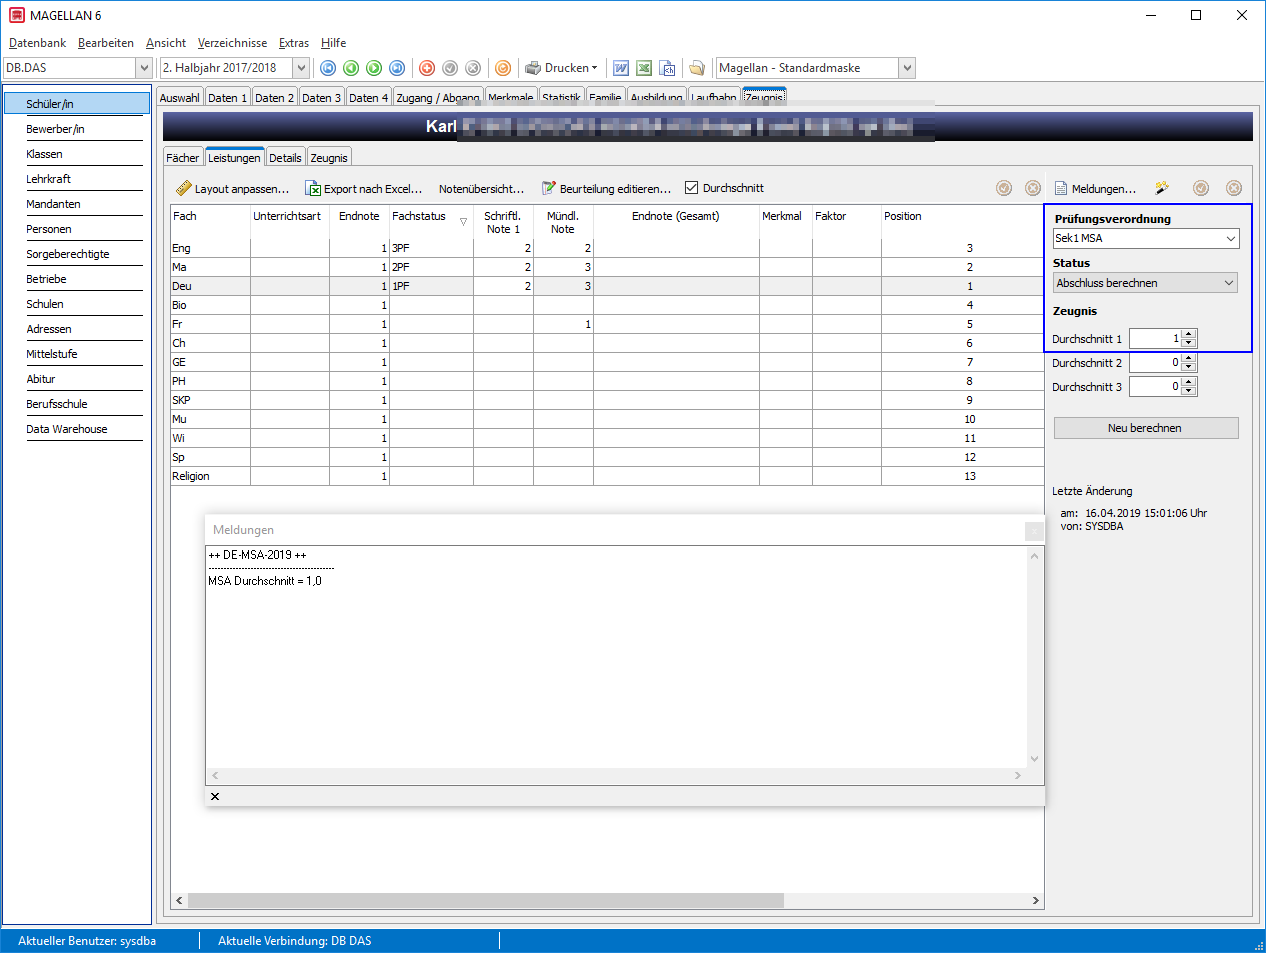 MAGELLAN 6
Datenbank Bearbeiten Ansicht Verzeichnisse Extras Hilfe
DB.DAS 2. Halbjahr 2017/2018 Drucken Magellan - Standardmaske
Schüler/in
Bewerber/in
Klassen
Lehrkraft
Mandanten
Personen
Sorgeberechtigte
Betriebe
Schulen
Adressen
Mittelstufe
Abitur
Berufsschule
Data Warehouse
Auswahl Daten 1 Daten 2 Daten 3 Daten 4 Zugang / Abgang Merkmale Statistik Familie Ausbildung Laufbahn Zeugnis
Karl
Fächer Leistungen Details Zeugnis
Layout anpassen... Export nach Excel... Notenübersicht... Beurteilung editieren... Durchschnitt Meldungen...
Fach Unterrichtsart Endnote Fachstatus Schriftl. Note 1 Mündl. Note Endnote (Gesamt) Merkmal Faktor Position
Eng 1 3PF 2 2 3
Ma 1 2PF 2 3 2
Deu 1 1PF 2 3 1
Bio 1 4
Fr 1 1 5
Ch 1 6
GE 1 7
PH 1 8
SKP 1 9
Mu 1 10
Wi 1 11
Sp 1 12
Religion 1 13
Prüfungsverordnung
Sek1 MSA
Status
Abschluss berechnen
Zeugnis
Durchschnitt 1 1
Durchschnitt 2 0
Durchschnitt 3 0
Neu berechnen
Letzte Änderung
am: 16.04.2019 15:01:06 Uhr
von: SYSDBA
Meldungen
++ DE-MSA-2019 ++
----------------------------------------
MSA Durchschnitt = 1,0
Aktueller Benutzer: sysdba Aktuelle Verbindung: DB DAS